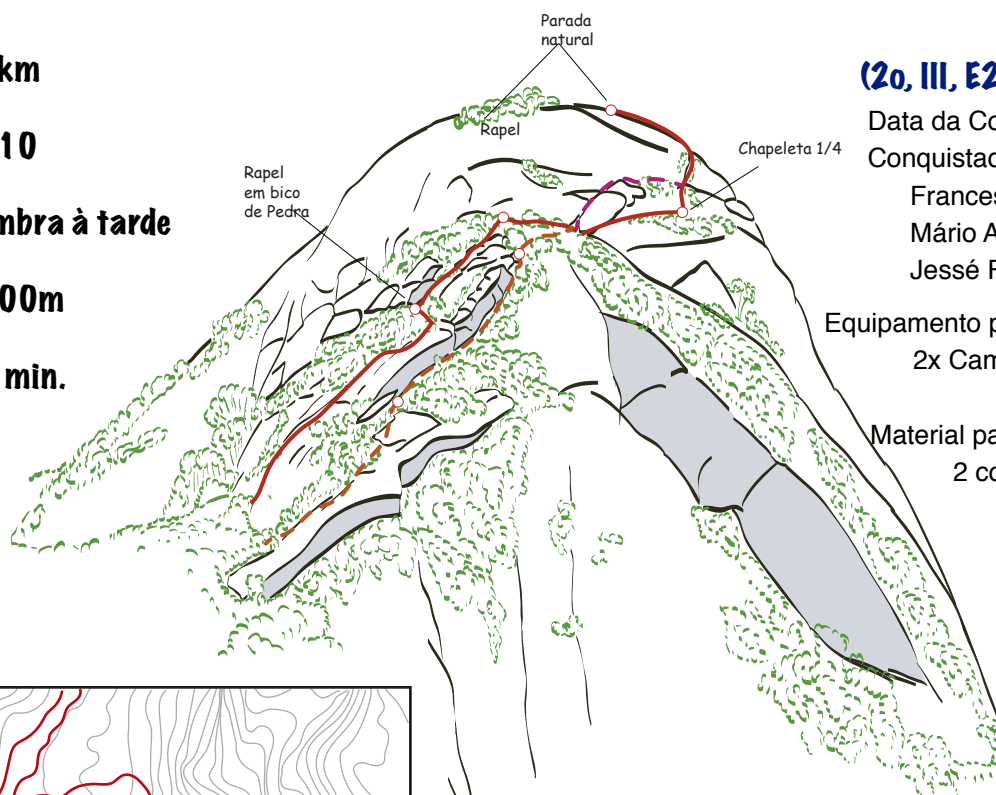 km
10
mbra à tarde
00m
min.
Parada
natural
Rapel
Rapel
em bico
de Pedra
Chapeleta 1/4
(2o, III, E2
Data da Co
Conquistad
Frances
Mário A
Jessé F
Equipamento p
2x Cam
Material pa
2 co